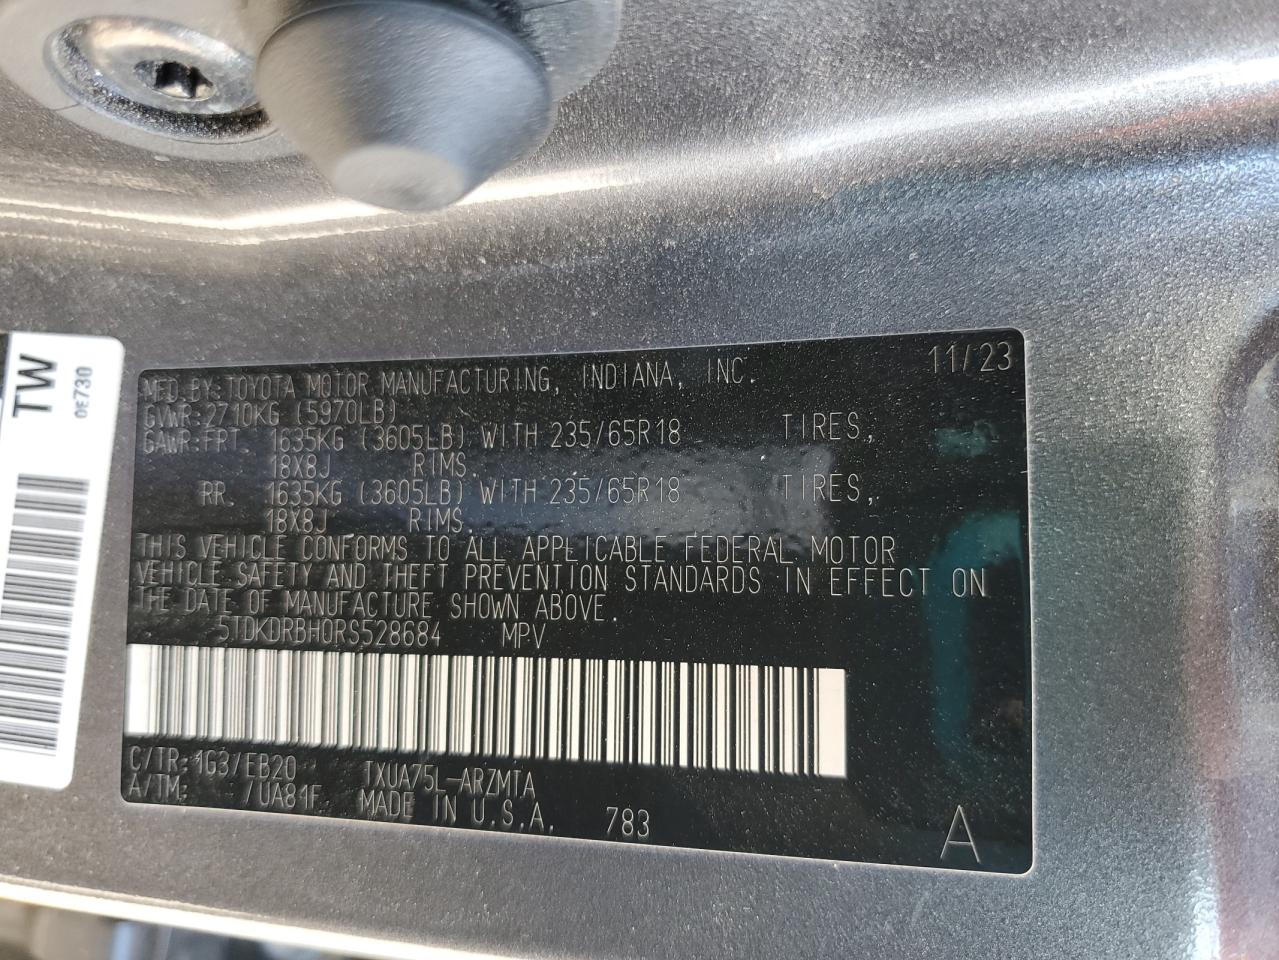 11/23
MFD.BY: TOYOTA MOTOR MANUFACTURING, INDIANA, INC.
GVWR:2710KG (5970LB)
GAWR:FRT. 1635KG (3605LB) WITH 235/65R18 TIRES,
18X8J RIMS.
RR. 1635KG (3605LB) WITH 235/65R18 TIRES,
18X8J RIMS.
THIS VEHICLE CONFORMS TO ALL APPLICABLE FEDERAL MOTOR
VEHICLE SAFETY AND THEFT PREVENTION STANDARDS IN EFFECT ON
THE DATE OF MANUFACTURE SHOWN ABOVE.
5TDKDRBH0RS528684 MPV
C/TR: 1G3/EB20 TXUA75L-ARZMTA
A/TM: /UA81F MADE IN U.S.A. 783
A
TW
0E730